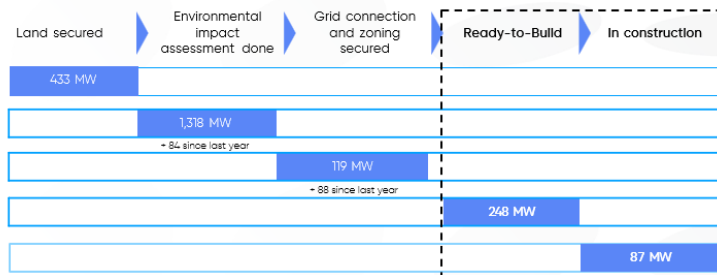 Land secured
Environmental
impact
assessment done
Grid connection
and zoning
secured
Ready-to-Build
In construction
433 MW
1,318 MW
+ 84 since last year
119 MW
+ 88 since last year
248 MW
87 MW